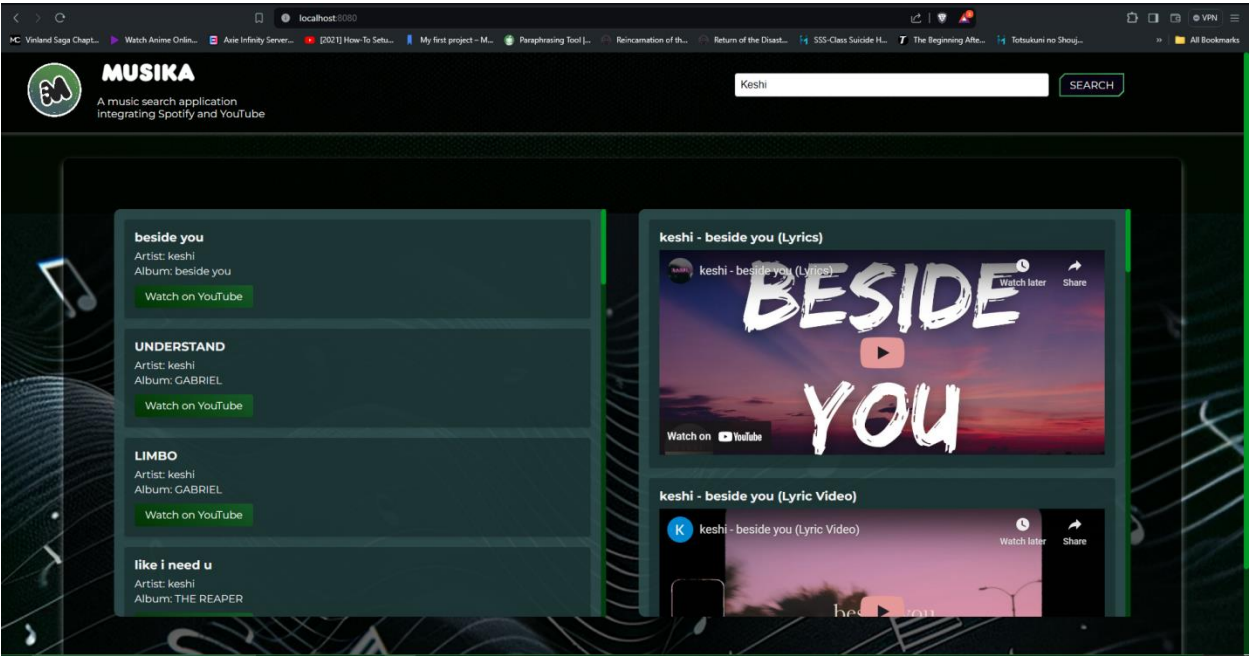 localhost:8080
VPN
MC Vinland Saga Chapt...
Watch Anime Onlin...
Axie Infinity Server...
[2021] How-To Setu...
My first project – M...
Paraphrasing Tool |...
Reincarnation of th...
Return of the Disast...
SSS-Class Suicide H...
The Beginning Afte...
Totsukuni no Shouj...
»
All Bookmarks
MUSIKA
A music search application
integrating Spotify and YouTube
Keshi
SEARCH
beside you
Artist: keshi
Album: beside you
Watch on YouTube
UNDERSTAND
Artist: keshi
Album: GABRIEL
Watch on YouTube
LIMBO
Artist: keshi
Album: GABRIEL
Watch on YouTube
like i need u
Artist: keshi
Album: THE REAPER
keshi - beside you (Lyrics)
keshi - beside you (Lyrics)
Watch later
Share
BESIDE
YOU
Watch on YouTube
keshi - beside you (Lyric Video)
K
keshi - beside you (Lyric Video)
Watch later
Share
beside you